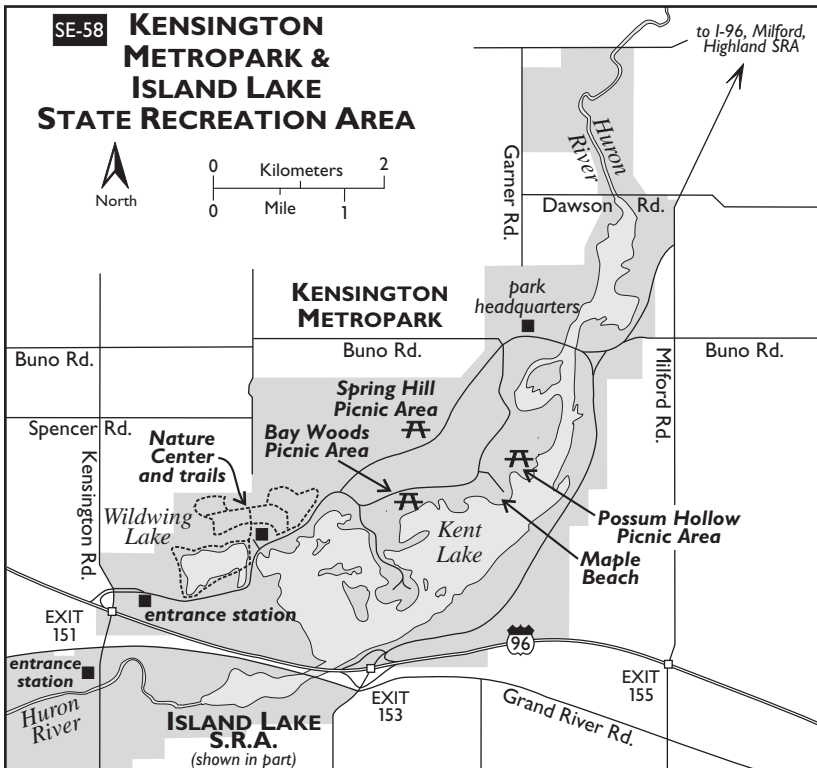 SE-58
KENSINGTON
METROPARK &
ISLAND LAKE
STATE RECREATION AREA
to I-96, Milford,
Highland SRA
North
0 Kilometers 2
0 Mile 1
Huron
River
Garner Rd.
Dawson Rd.
KENSINGTON
METROPARK
park
headquarters
Buno Rd.
Buno Rd.
Buno Rd.
Milford Rd.
Spring Hill
Picnic Area
Spencer Rd.
Bay Woods
Picnic Area
Nature
Center
and trails
Kensington Rd.
Wildwing
Lake
Kent
Lake
Possum Hollow
Picnic Area
Maple
Beach
EXIT
151
entrance station
96
entrance
station
EXIT
155
EXIT
153
Grand River Rd.
Huron
River
ISLAND LAKE
S.R.A.
(shown in part)